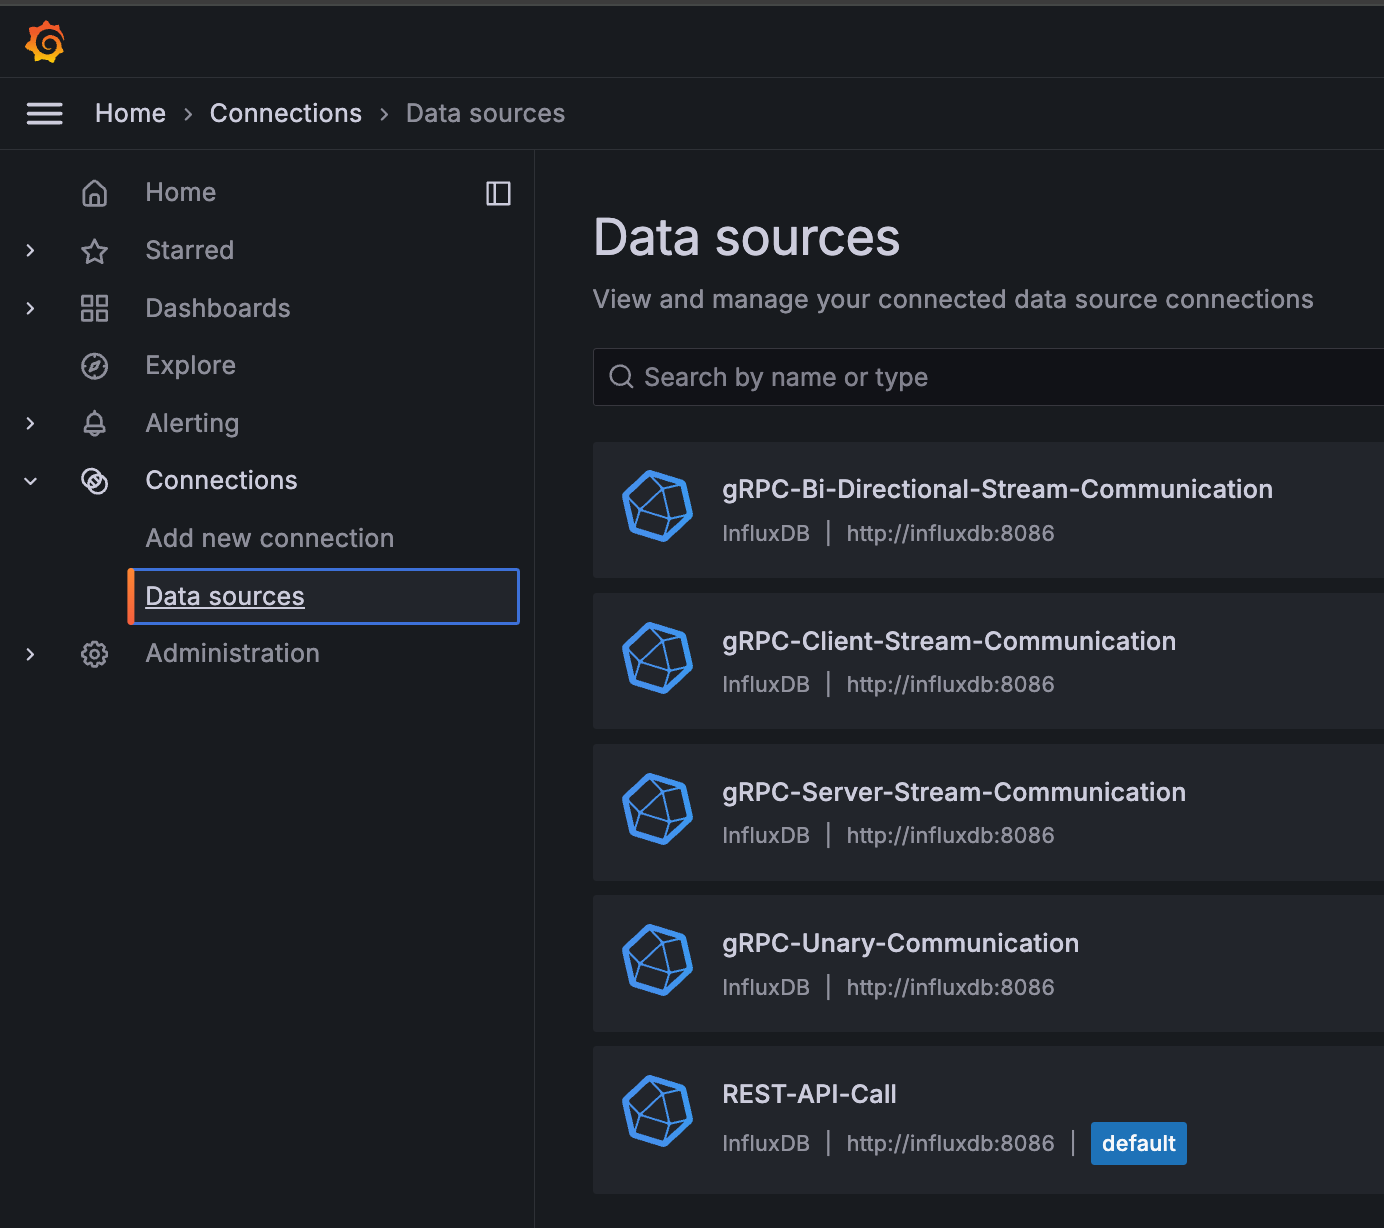 Home › Connections › Data sources
Home
Starred
Dashboards
Explore
Alerting
Connections
Add new connection
Data sources
Administration
Data sources
View and manage your connected data source connections
Search by name or type
gRPC-Bi-Directional-Stream-Communication
InfluxDB | http://influxdb:8086
gRPC-Client-Stream-Communication
InfluxDB | http://influxdb:8086
gRPC-Server-Stream-Communication
InfluxDB | http://influxdb:8086
gRPC-Unary-Communication
InfluxDB | http://influxdb:8086
REST-API-Call
InfluxDB | http://influxdb:8086 | default